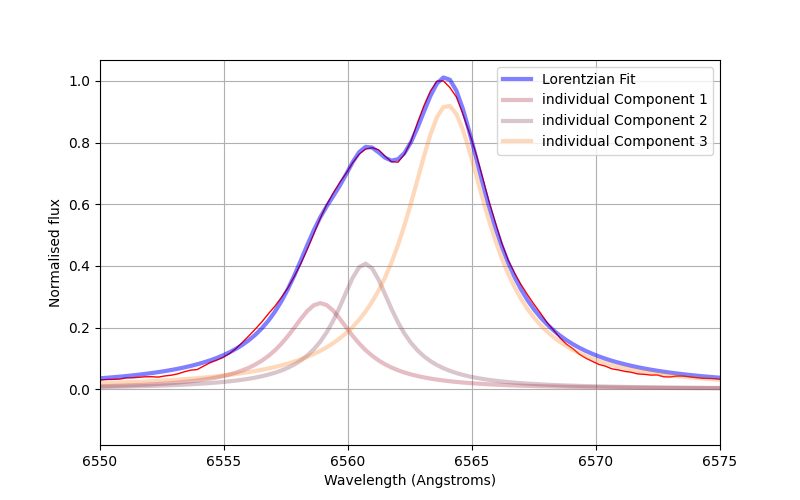 Lorentzian Fit
individual Component 1
individual Component 2
individual Component 3
1.0
0.8
0.6
0.4
0.2
0.0
Normalised flux
6550 6555 6560 6565 6570 6575
Wavelength (Angstroms)